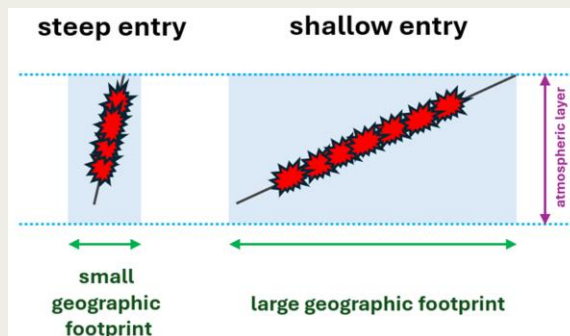 steep entry
shallow entry
atmospheric layer
small
geographic
footprint
large geographic footprint